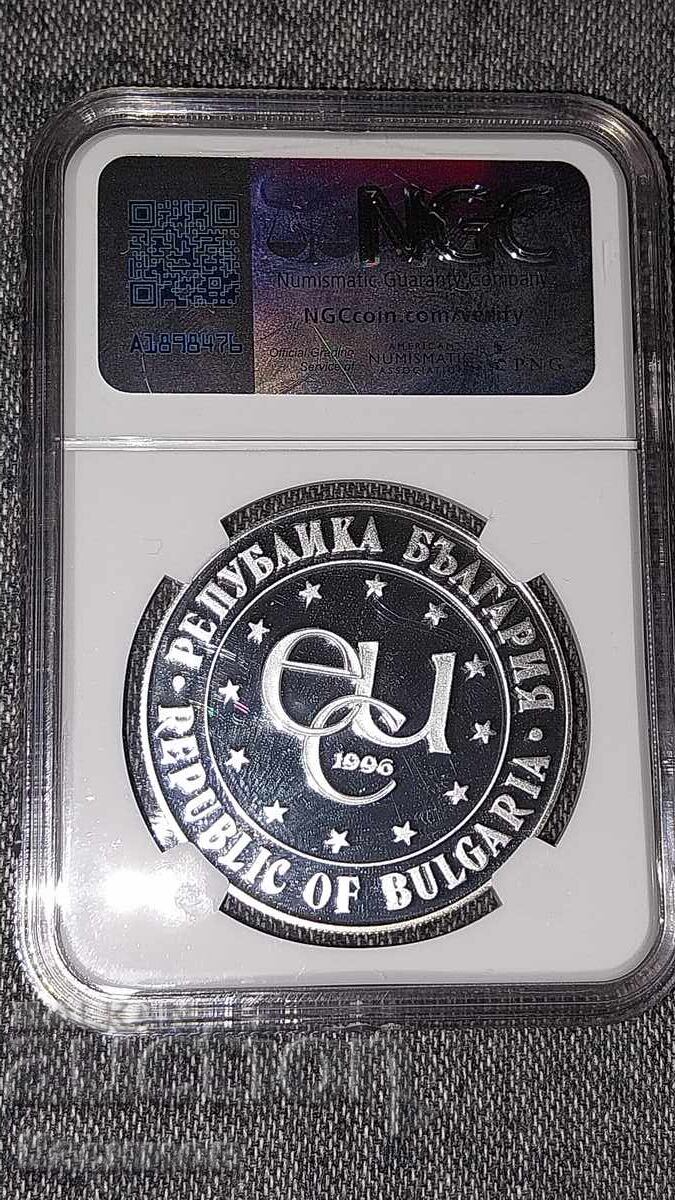 NGC
Numismatic Guaranty Company
NGCcoin.com/verify
A1898476
Official Grading
Service of
AMERICAN
NUMISMATIC
ASSOCIATION
PNG
РЕПУБЛИКА БЪЛГАРИЯ
ecu
1996
REPUBLIC OF BULGARIA